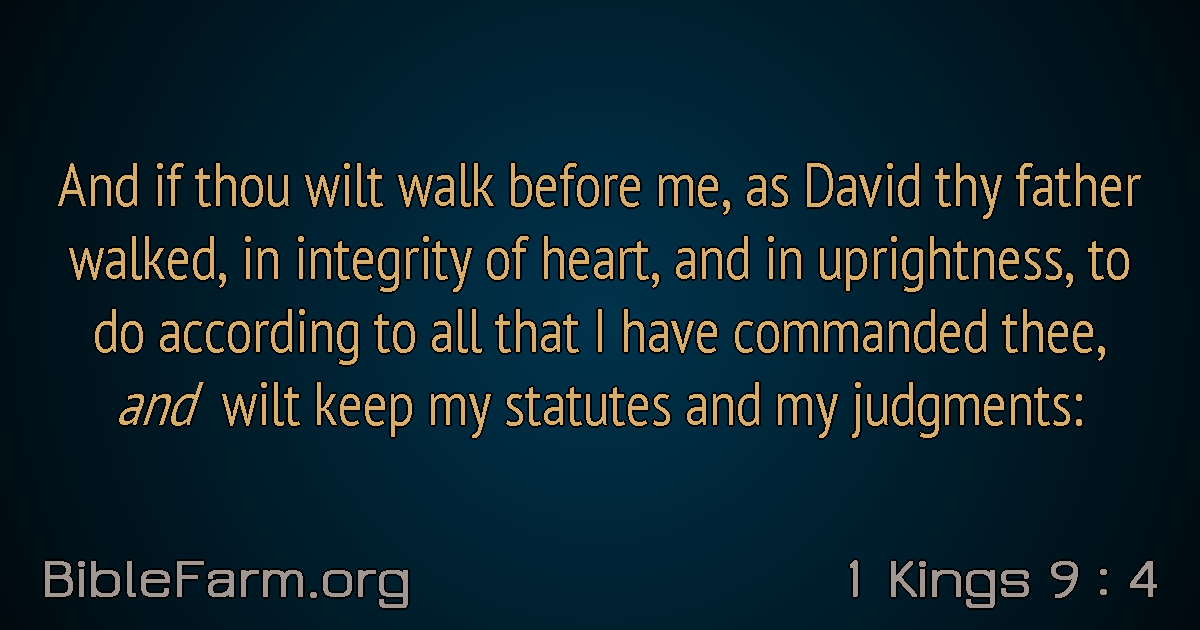 And if thou wilt walk before me, as David thy father
walked, in integrity of heart, and in uprightness, to
do according to all that I have commanded thee,
and wilt keep my statutes and my judgments:
BibleFarm.org
1 Kings 9 : 4